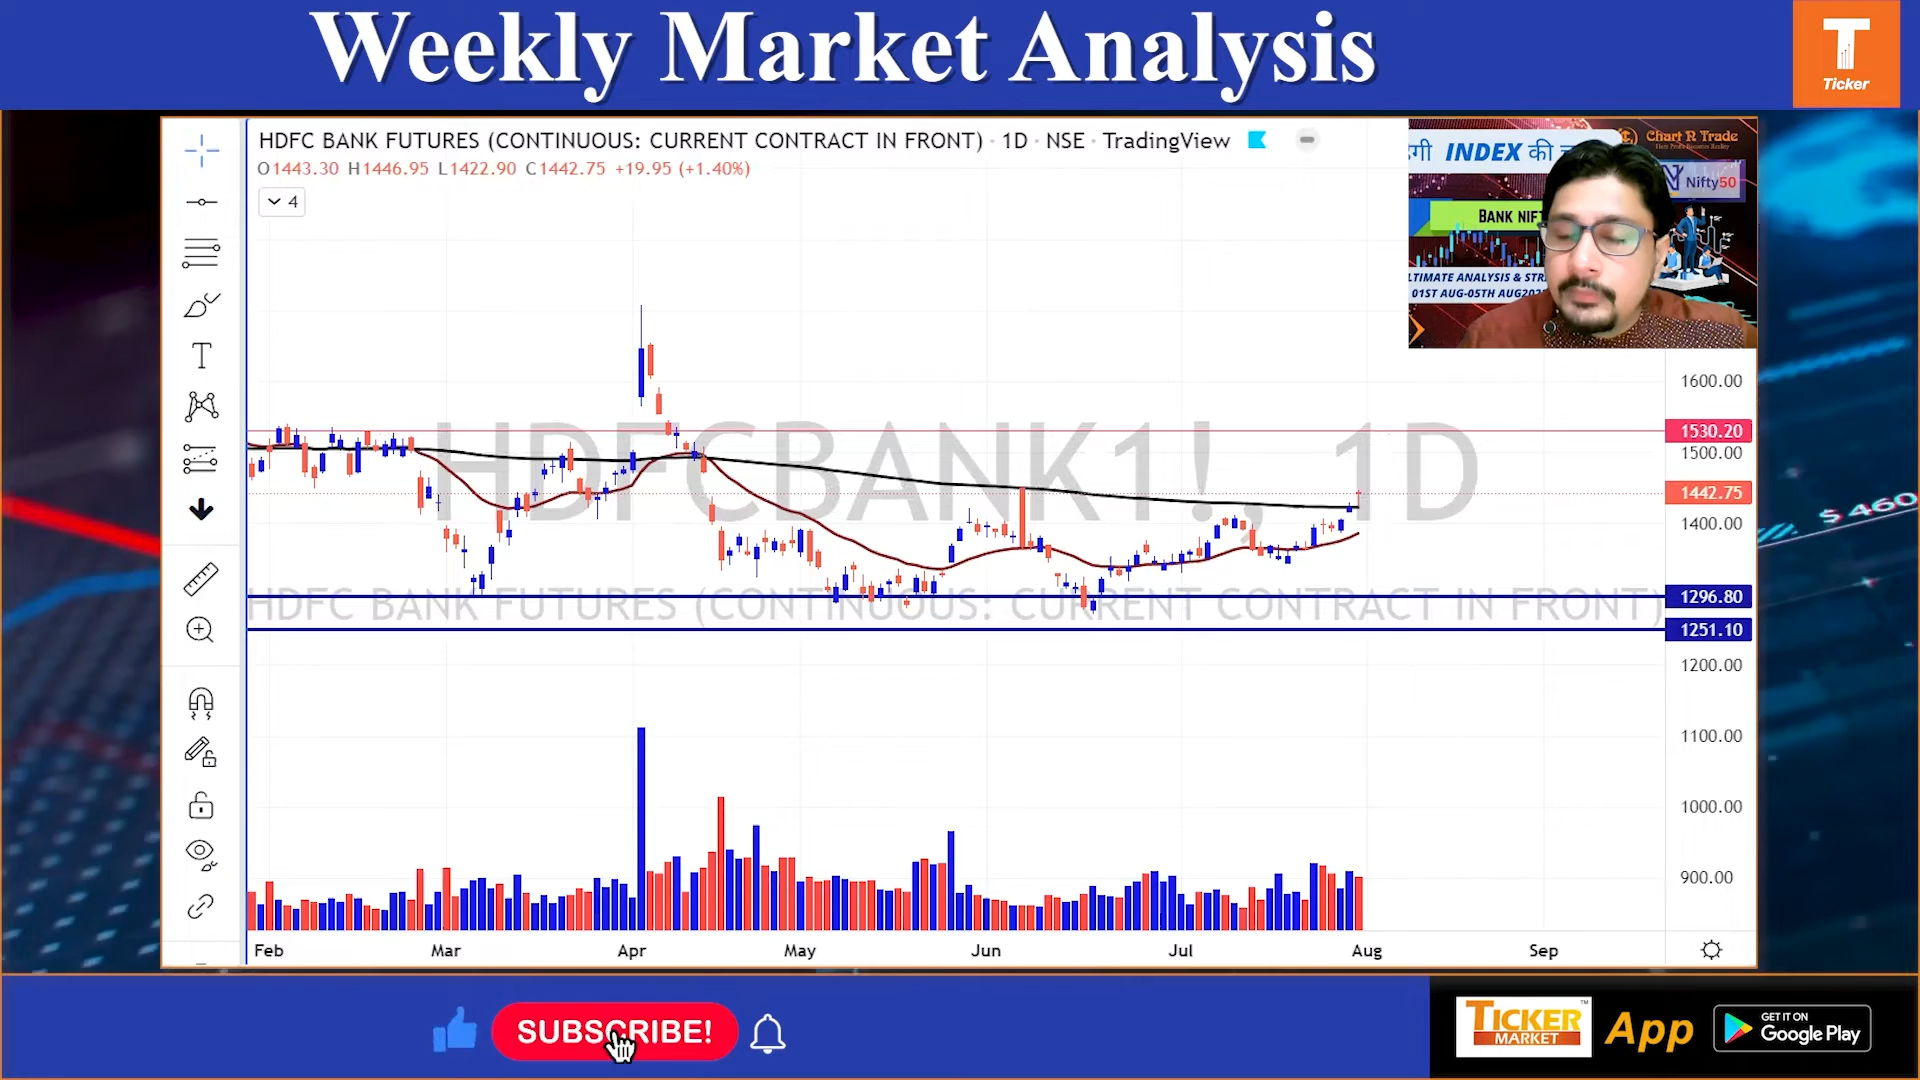 Weekly Market Analysis
T
Ticker
HDFC BANK FUTURES (CONTINUOUS: CURRENT CONTRACT IN FRONT) · 1D · NSE · TradingView
O1443.30 H1446.95 L1422.90 C1442.75 +19.95 (+1.40%)
4
INDEX की
Chart N Trade
Nifty50
BANK NIFT
LTIMATE ANALYSIS & STR
01ST AUG-05TH AUG202
HDFCBANK1!, 1D
HDFC BANK FUTURES (CONTINUOUS: CURRENT CONTRACT IN FRONT)
1600.00
1530.20
1500.00
1442.75
1400.00
1296.80
1251.10
1200.00
1100.00
1000.00
900.00
Feb Mar Apr May Jun Jul Aug Sep
$ 460
SUBSCRIBE!
TICKER
MARKET
App
GET IT ON
Google Play